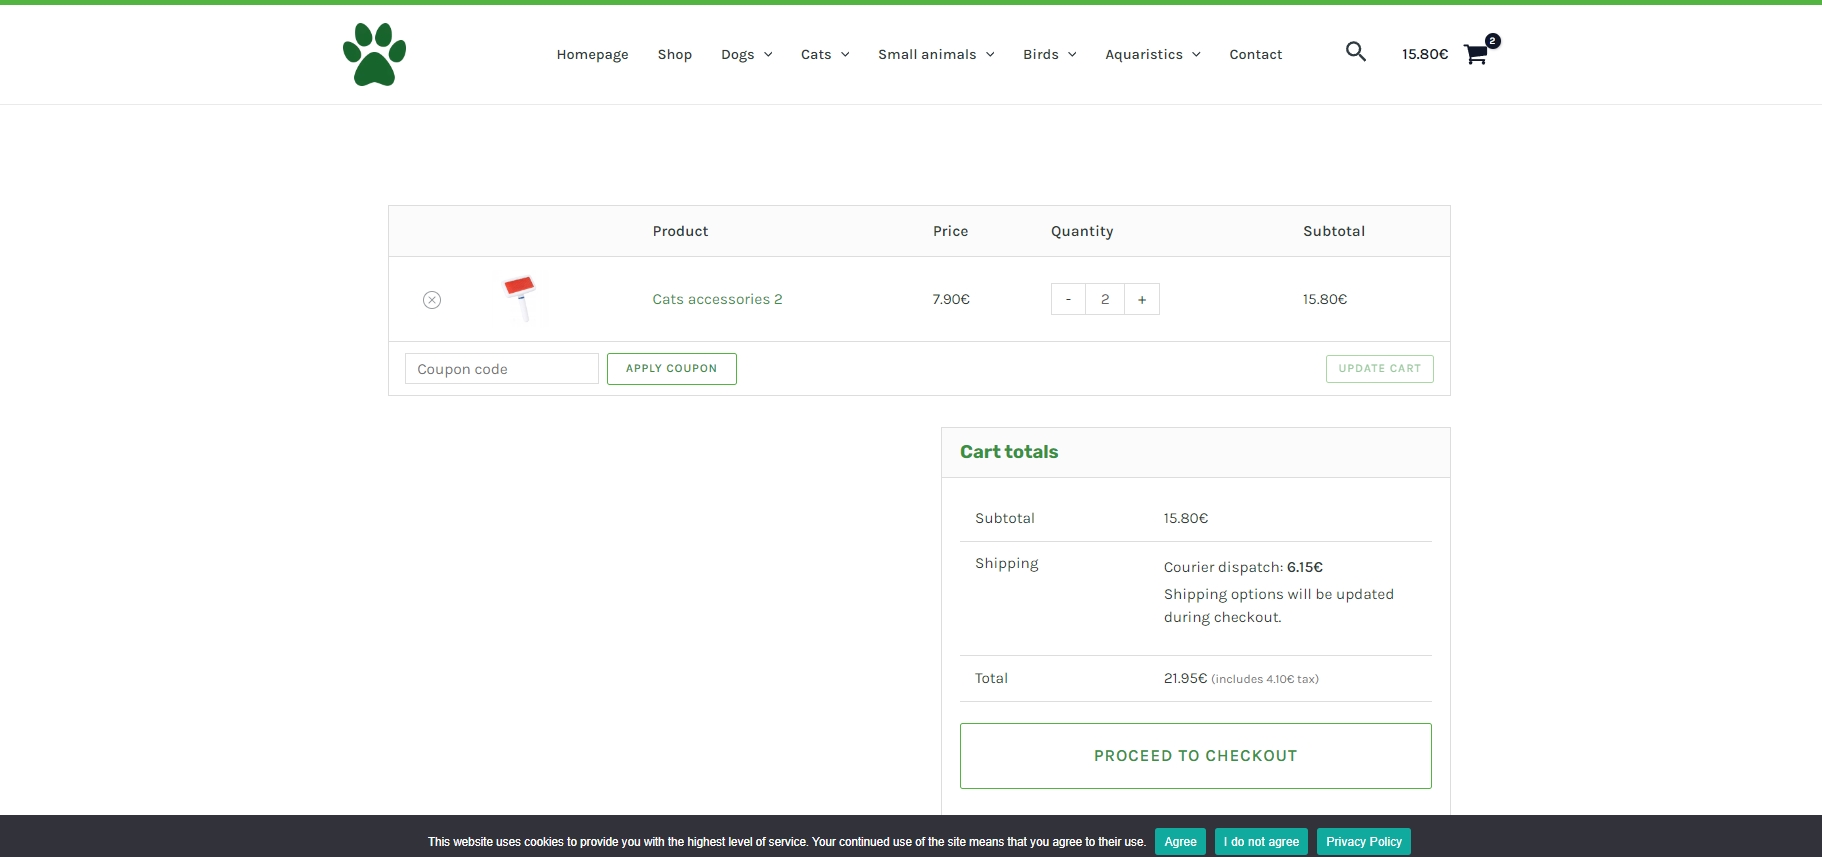 Homepage Shop Dogs Cats Small animals Birds Aquaristics Contact 15.80€ 2
Product Price Quantity Subtotal
Cats accessories 2 7.90€ - 2 + 15.80€
Coupon code APPLY COUPON UPDATE CART
Cart totals
Subtotal 15.80€
Shipping Courier dispatch: 6.15€
Shipping options will be updated
during checkout.
Total 21.95€ (includes 4.10€ tax)
PROCEED TO CHECKOUT
This website uses cookies to provide you with the highest level of service. Your continued use of the site means that you agree to their use. Agree I do not agree Privacy Policy